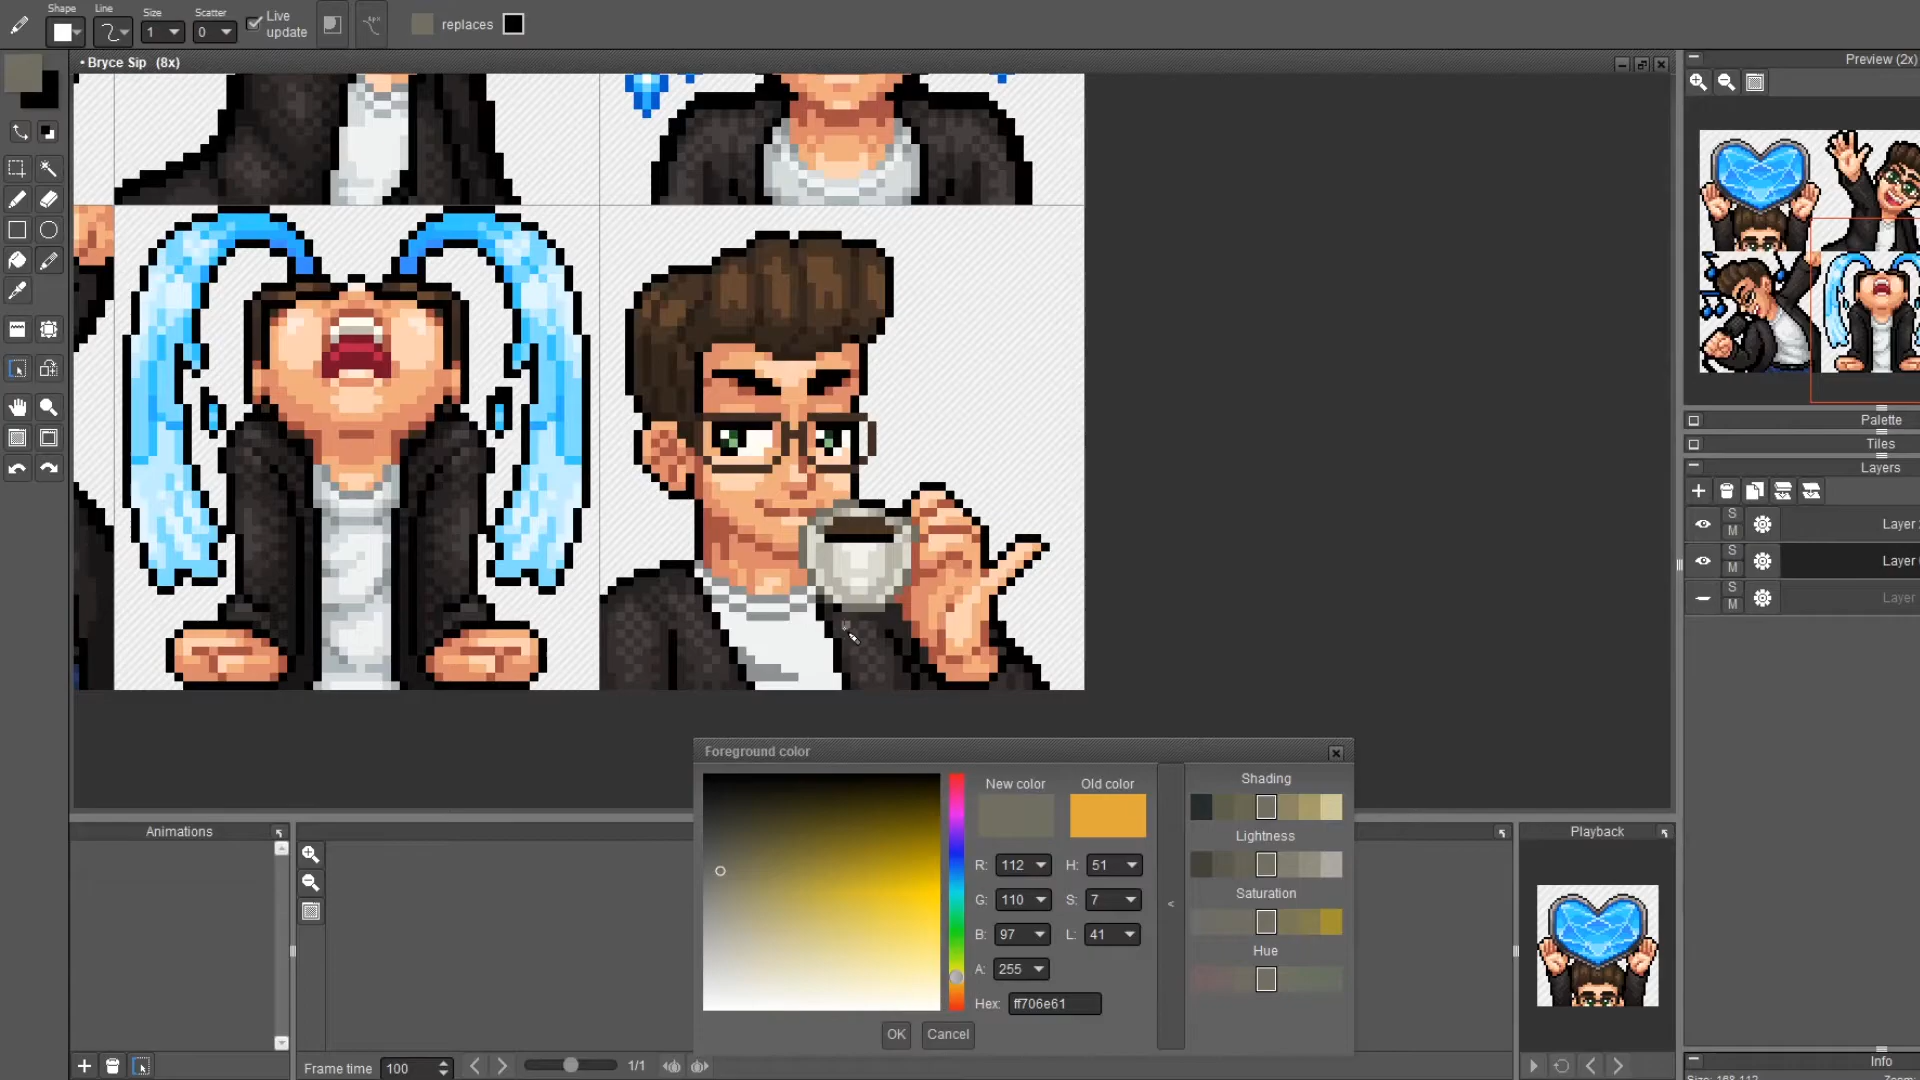 Shape Line Size Scatter
1 0 Live update
replaces
• Bryce Sip (8x)
Preview (2x)
Palette
Tiles
Layers
S
M
Layer
S
M
Layer
S
M
Layer
Foreground color
New color Old color
R: 112 H: 51
G: 110 S: 7
B: 97 L: 41
A: 255
Hex: ff706e61
OK Cancel
<
Shading
Lightness
Saturation
Hue
Animations
Playback
Frame time 100 1/1
Info